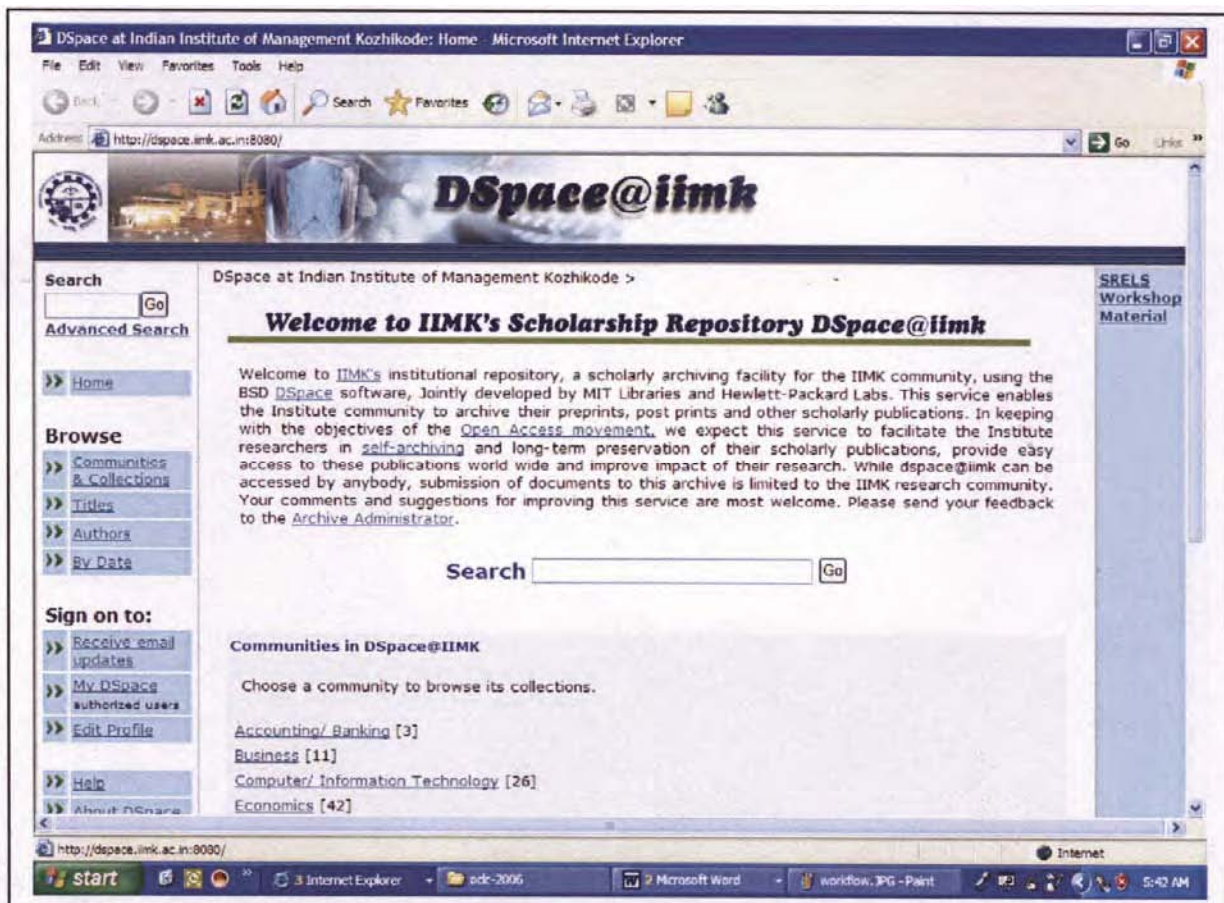 DSpace at Indian Institute of Management Kozhikode: Home - Microsoft Internet Explorer
File Edit View Favorites Tools Help
Back Search Favorites
Address http://dspace.iimk.ac.in:8080/ Go Links »
DSpace@iimk
Search
Go
Advanced Search
Home
Browse
Communities
& Collections
Titles
Authors
By Date
Sign on to:
Receive email
updates
My DSpace
authorized users
Edit Profile
Help
About DSpace
DSpace at Indian Institute of Management Kozhikode >
Welcome to IIMK's Scholarship Repository DSpace@iimk
Welcome to IIMK's institutional repository, a scholarly archiving facility for the IIMK community, using the
BSD DSpace software, Jointly developed by MIT Libraries and Hewlett-Packard Labs. This service enables
the Institute community to archive their preprints, post prints and other scholarly publications. In keeping
with the objectives of the Open Access movement, we expect this service to facilitate the Institute
researchers in self-archiving and long-term preservation of their scholarly publications, provide easy
access to these publications world wide and improve impact of their research. While dspace@iimk can be
accessed by anybody, submission of documents to this archive is limited to the IIMK research community.
Your comments and suggestions for improving this service are most welcome. Please send your feedback
to the Archive Administrator.
Search Go
Communities in DSpace@IIMK
Choose a community to browse its collections.
Accounting/ Banking [3]
Business [11]
Computer/ Information Technology [26]
Economics [42]
SRELS
Workshop
Material
http://dspace.iimk.ac.in:8080/ Internet
start » 3 Internet Explorer 2 Microsoft Word workflow.JPG - Paint 5:42 AM